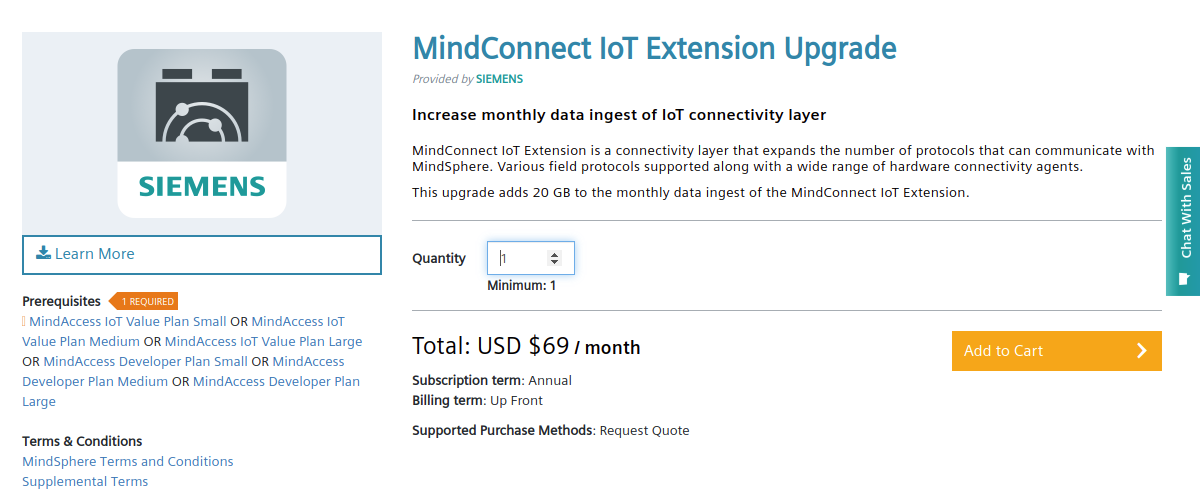 SIEMENS
Learn More
Prerequisites 1 REQUIRED
MindAccess IoT Value Plan Small OR MindAccess IoT
Value Plan Medium OR MindAccess IoT Value Plan Large
OR MindAccess Developer Plan Small OR MindAccess
Developer Plan Medium OR MindAccess Developer Plan
Large
Terms & Conditions
MindSphere Terms and Conditions
Supplemental Terms
MindConnect IoT Extension Upgrade
Provided by SIEMENS
Increase monthly data ingest of IoT connectivity layer
MindConnect IoT Extension is a connectivity layer that expands the number of protocols that can communicate with
MindSphere. Various field protocols supported along with a wide range of hardware connectivity agents.
This upgrade adds 20 GB to the monthly data ingest of the MindConnect IoT Extension.
Quantity 1
Minimum: 1
Total: USD $69 / month
Add to Cart
Subscription term: Annual
Billing term: Up Front
Supported Purchase Methods: Request Quote
Chat With Sales